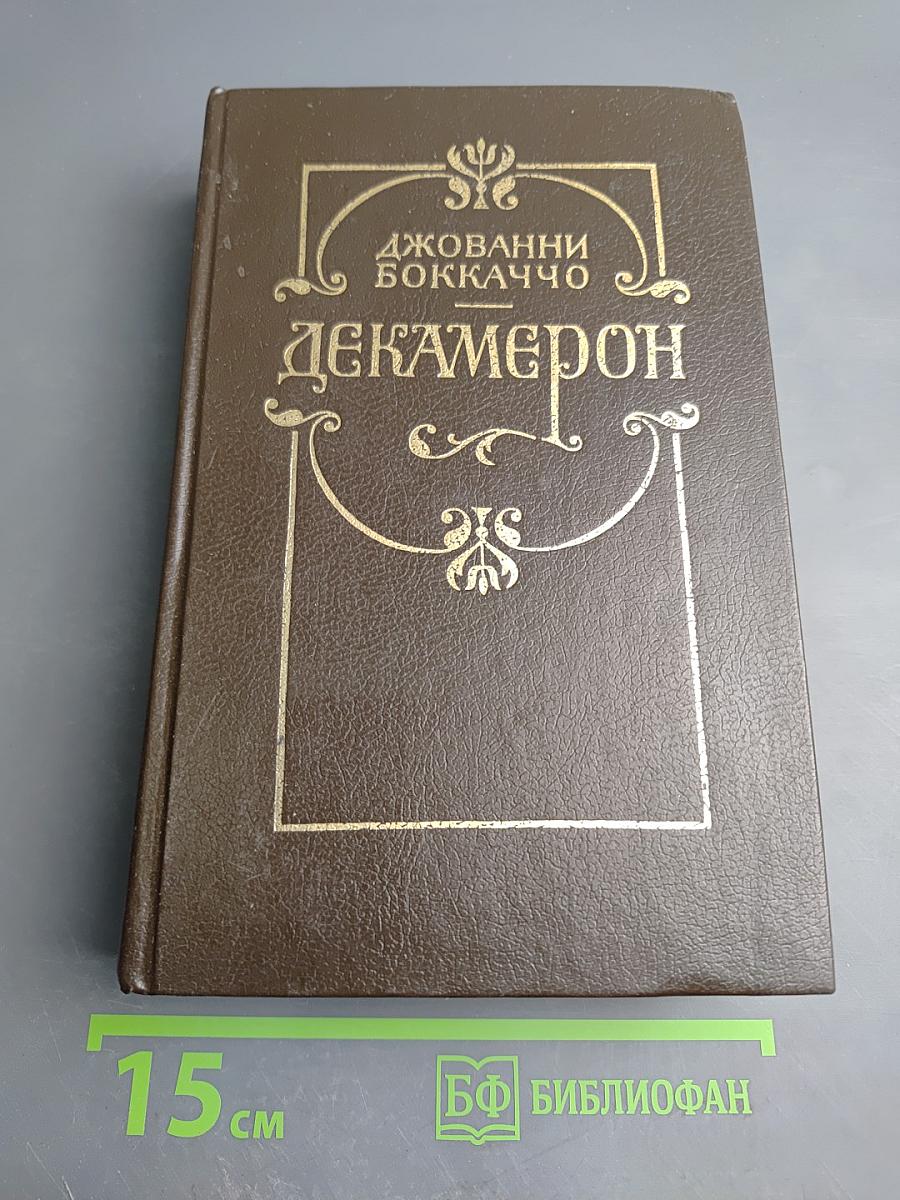 ДЖОВАННИ
БОККАЧЧО
ДЕКАМЕРОН
15 см
БФ БИБЛИОФАН